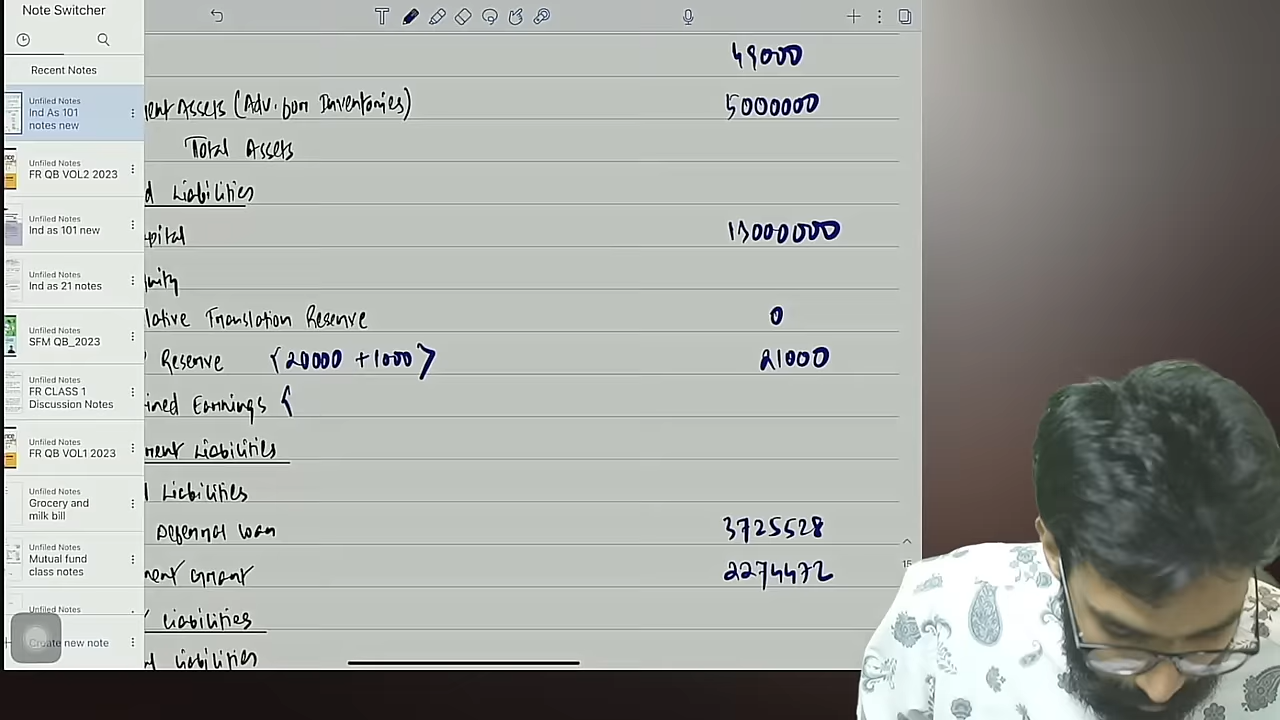 Note Switcher
Recent Notes
Unfiled Notes
Ind As 101
notes new
Unfiled Notes
FR QB VOL2 2023
Unfiled Notes
Ind as 101 new
Unfiled Notes
Ind as 21 notes
Unfiled Notes
SFM QB_2023
Unfiled Notes
FR CLASS 1
Discussion Notes
Unfiled Notes
FR QB VOL1 2023
Unfiled Notes
Grocery and
milk bill
Unfiled Notes
Mutual fund
class notes
Unfiled Notes
Create new note
49000
ent Assets (Adv. for Inventories) 5000000
Total Assets
d Liabilities
pital 13000000
uity
lative Translation Reserve 0
Reserve {20000 + 1000} 21000
ined Earnings {
ment Liabilities
l Liabilities
Deferral Loan 3725528
ment Grant 2274472
15
Liabilities
l Liabilities